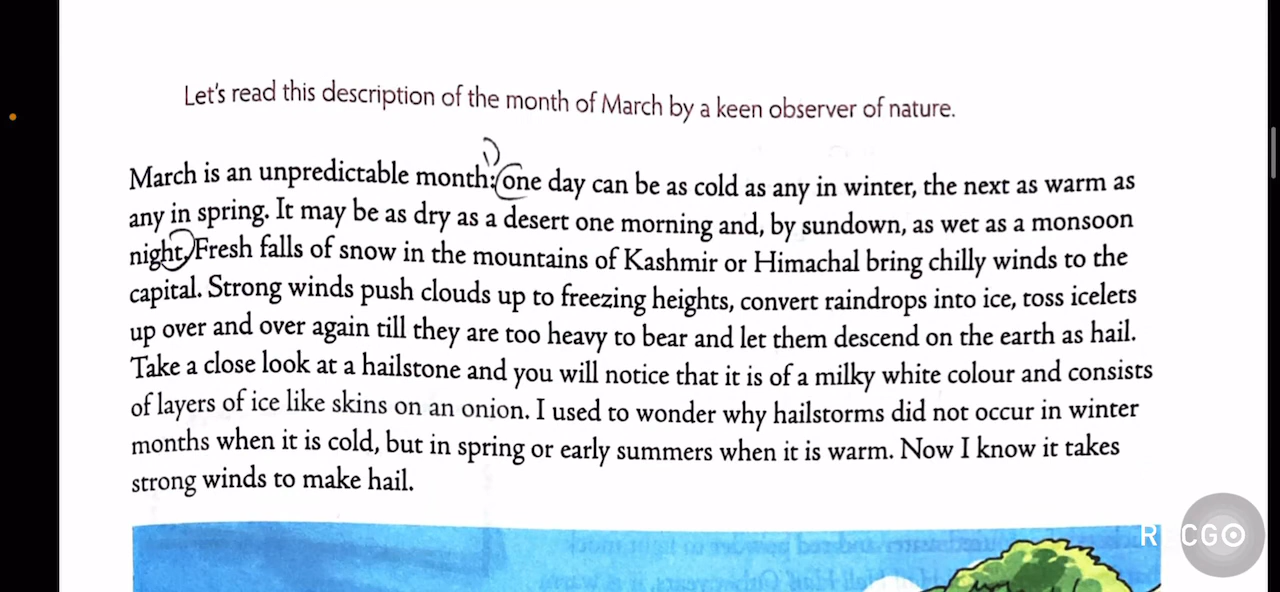 Let's read this description of the month of March by a keen observer of nature.
March is an unpredictable month: one day can be as cold as any in winter, the next as warm as
any in spring. It may be as dry as a desert one morning and, by sundown, as wet as a monsoon
night. Fresh falls of snow in the mountains of Kashmir or Himachal bring chilly winds to the
capital. Strong winds push clouds up to freezing heights, convert raindrops into ice, toss icelets
up over and over again till they are too heavy to bear and let them descend on the earth as hail.
Take a close look at a hailstone and you will notice that it is of a milky white colour and consists
of layers of ice like skins on an onion. I used to wonder why hailstorms did not occur in winter
months when it is cold, but in spring or early summers when it is warm. Now I know it takes
strong winds to make hail.